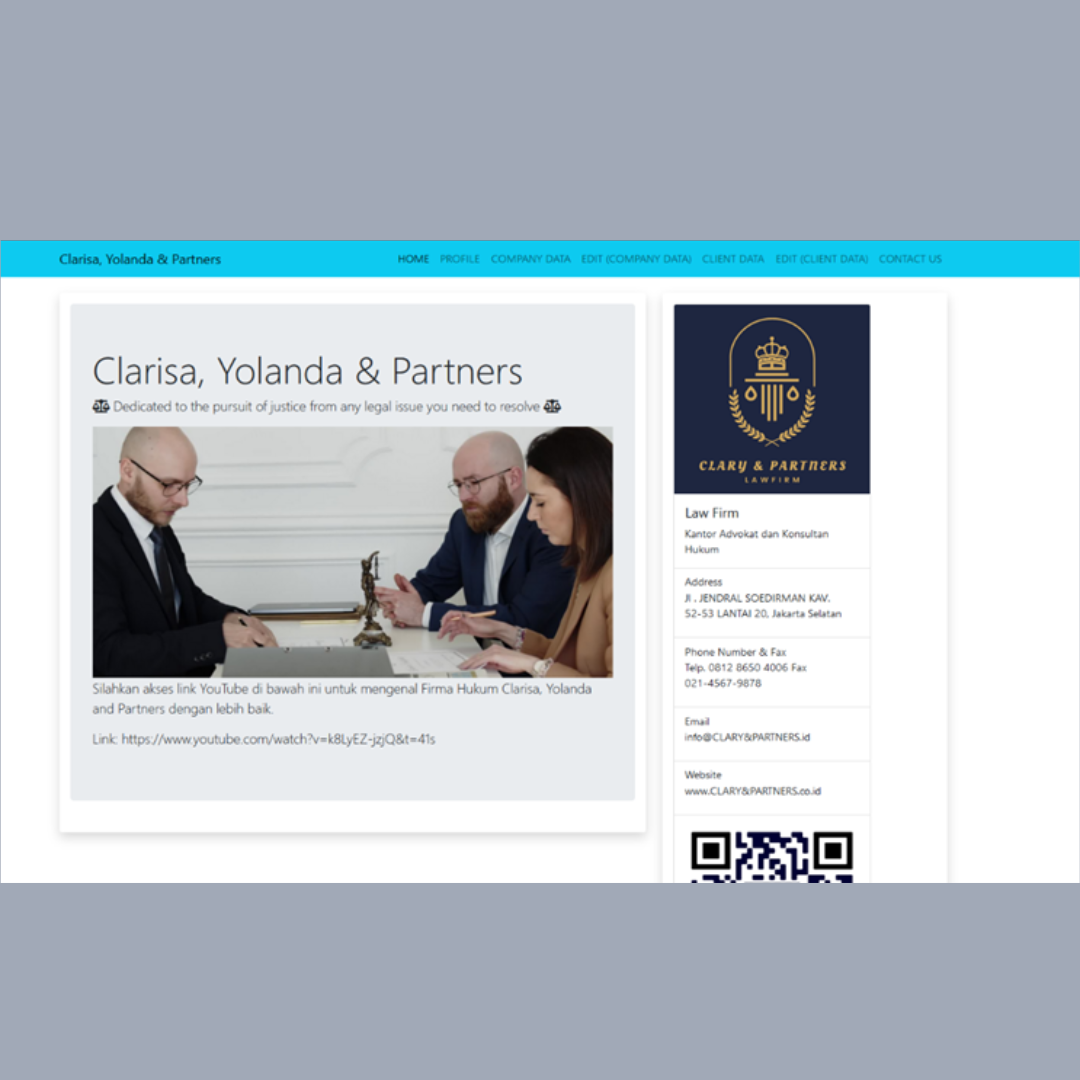 Clarisa, Yolanda & Partners
HOME PROFILE COMPANY DATA EDIT (COMPANY DATA) CLIENT DATA EDIT (CLIENT DATA) CONTACT US
Clarisa, Yolanda & Partners
Dedicated to the pursuit of justice from any legal issue you need to resolve
Silahkan akses link YouTube di bawah ini untuk mengenal Firma Hukum Clarisa, Yolanda
and Partners dengan lebih baik.
Link: https://www.youtube.com/watch?v=k8LyEZ-jzjQ&t=41s
CLARY & PARTNERS
LAWFIRM
Law Firm
Kantor Advokat dan Konsultan
Hukum
Address
Jl . JENDRAL SOEDIRMAN KAV.
52-53 LANTAI 20, Jakarta Selatan
Phone Number & Fax
Telp. 0812 8650 4006 Fax
021-4567-9878
Email
info@CLARY&PARTNERS.id
Website
www.CLARY&PARTNERS.co.id